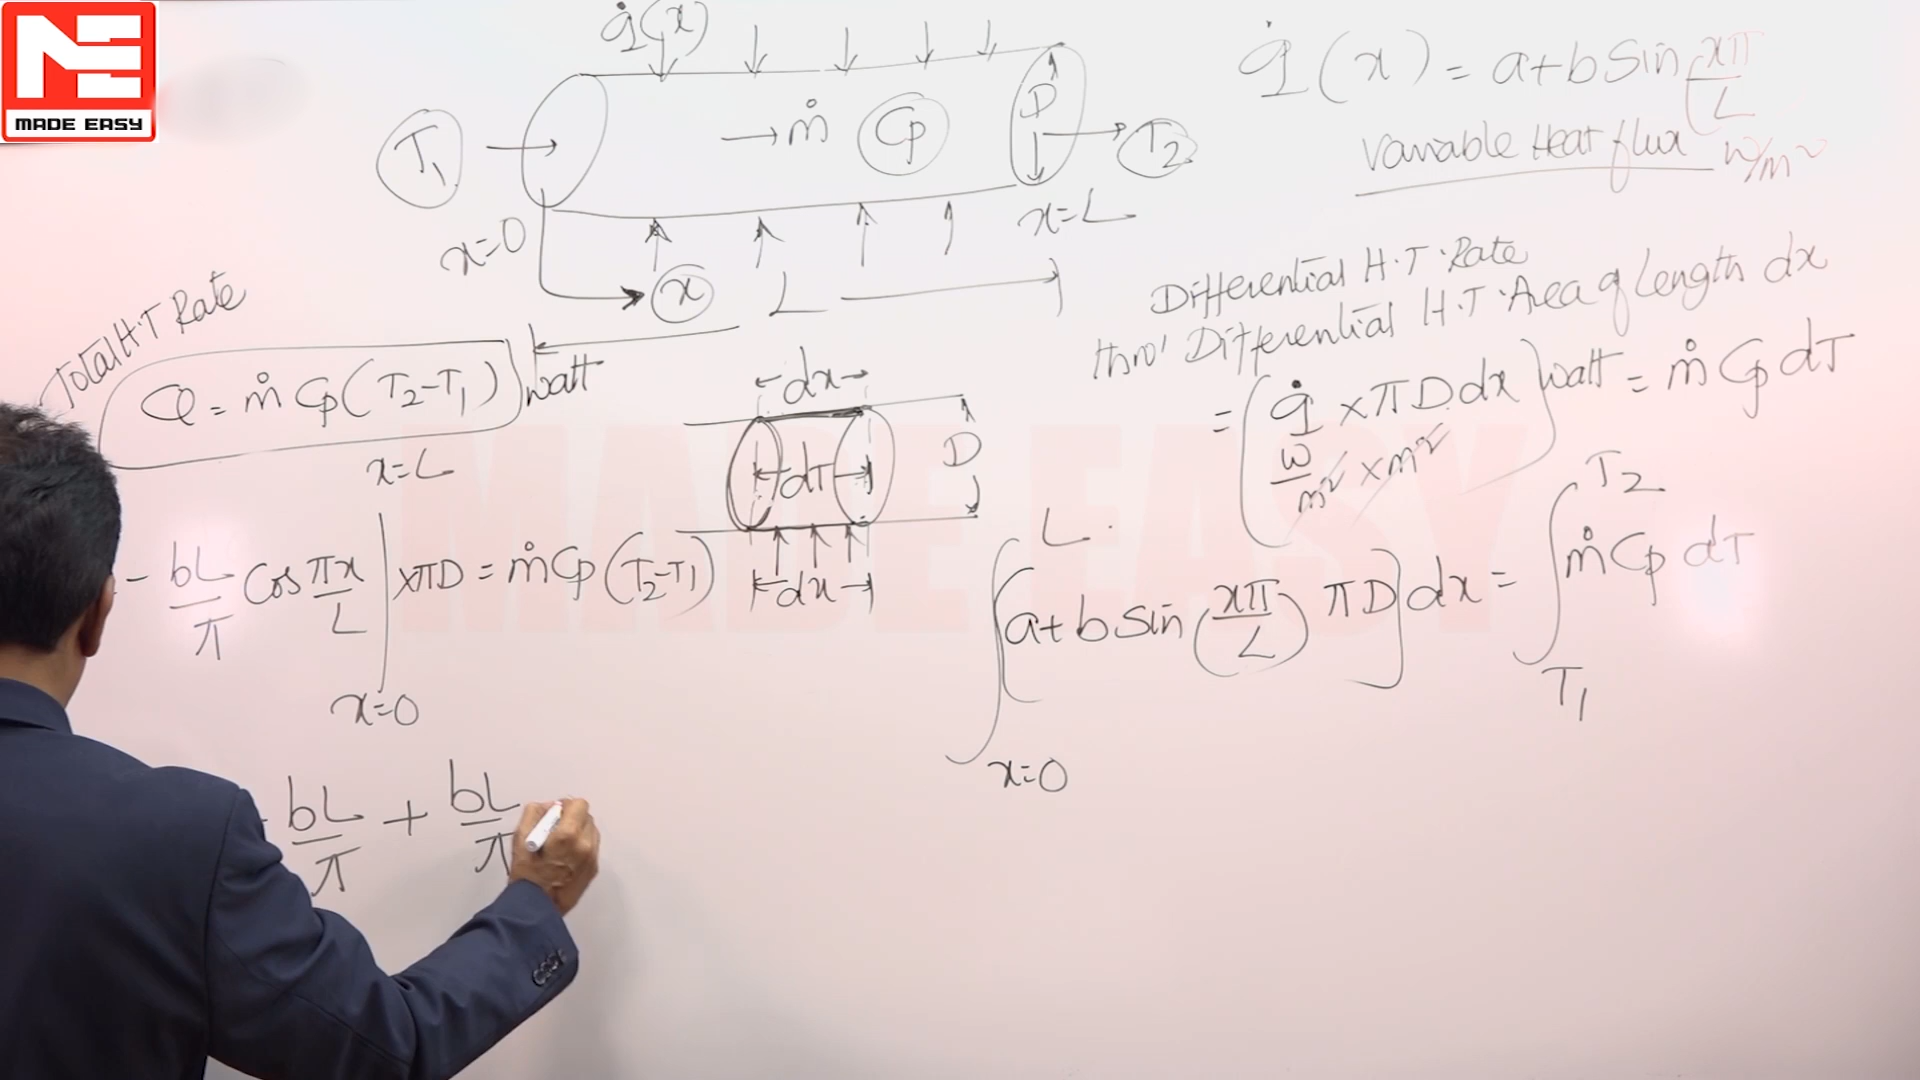 MADE EASY
q̇(x)
T₁ → → ṁ Cp D → T₂
x=0
x=L
x L
q̇(x) = a+b Sin xπ/L
Variable Heat flux W/m²
Differential H.T. Rate
thro' Differential H.T. Area of Length dx
= (q̇ × πD.dx) watt = ṁ Cp dT
W/m² × m²
Total H.T Rate
Q = ṁ Cp (T₂-T₁) watt
dx
dT D
dx
x=L
- bL/π Cos πx/L | ×πD = ṁ Cp (T₂-T₁)
x=0
L T₂
∫ [a+b Sin (xπ/L) πD] dx = ∫ ṁ Cp dT
x=0 T₁
bL/π + bL/π
MADE EASY